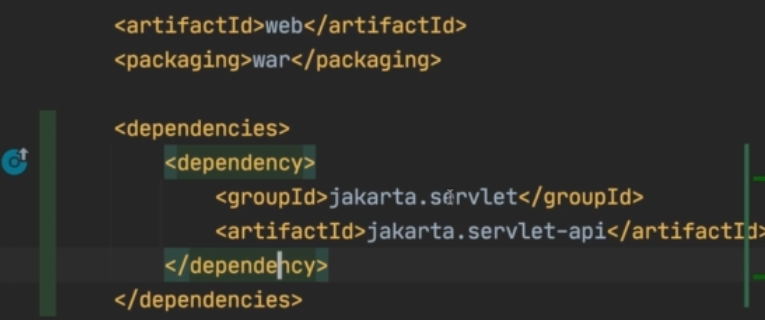 <artifactId>web</artifactId>
<packaging>war</packaging>
<dependencies>
<dependency>
<groupId>jakarta.servlet</groupId>
<artifactId>jakarta.servlet-api</artifactId>
</dependency>
</dependencies>